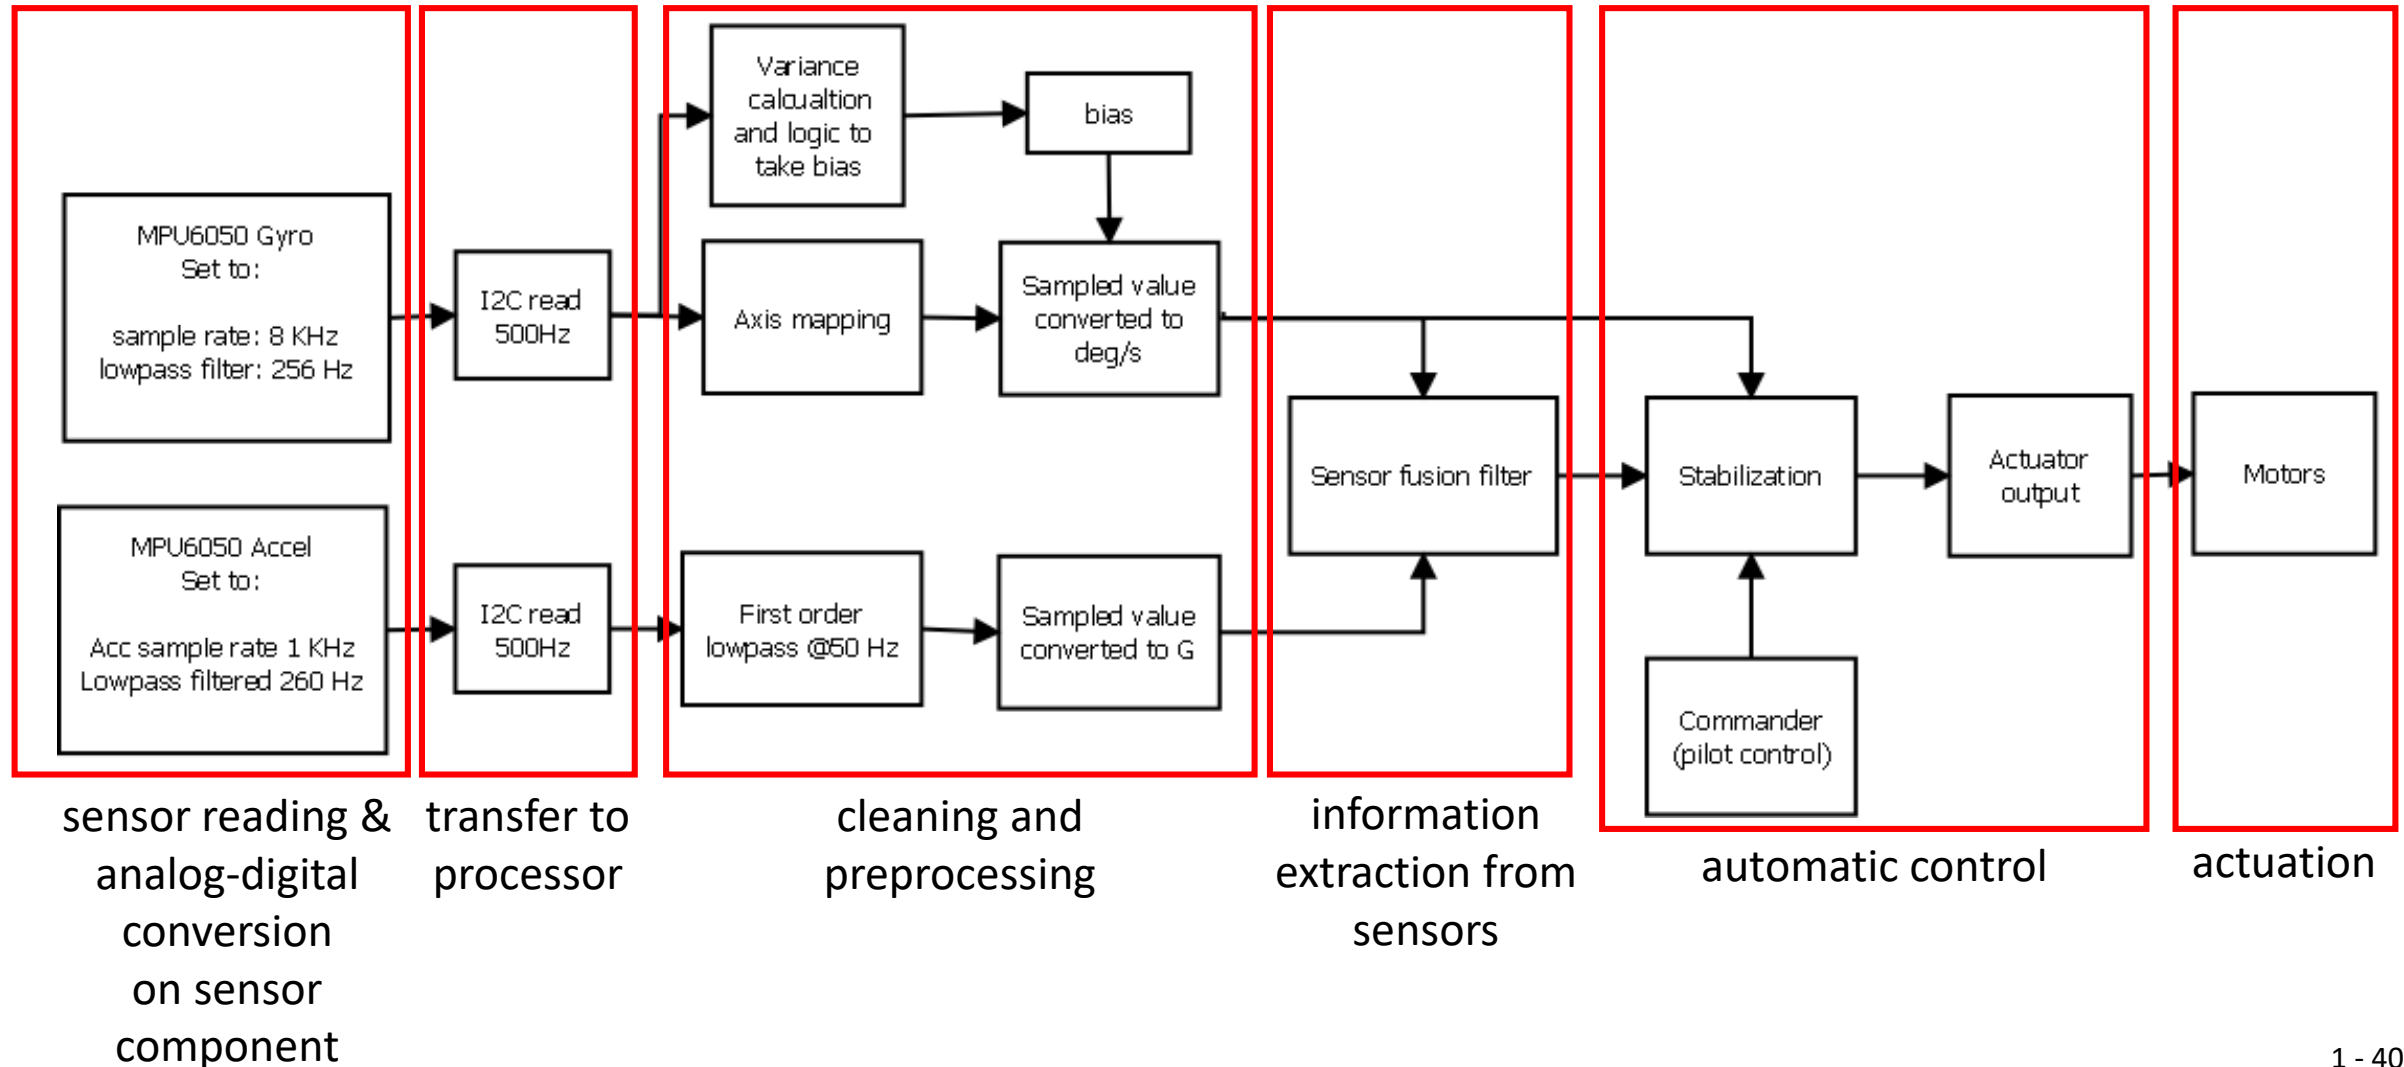 MPU6050 Gyro
Set to:
sample rate: 8 KHz
lowpass filter: 256 Hz
MPU6050 Accel
Set to:
Acc sample rate 1 KHz
Lowpass filtered 260 Hz
I2C read
500Hz
I2C read
500Hz
Variance
calcualtion
and logic to
take bias
bias
Axis mapping
Sampled value
converted to
deg/s
First order
lowpass @50 Hz
Sampled value
converted to G
Sensor fusion filter
Stabilization
Actuator
output
Commander
(pilot control)
Motors
sensor reading &
analog-digital
conversion
on sensor
component
transfer to
processor
cleaning and
preprocessing
information
extraction from
sensors
automatic control
actuation
1 - 40